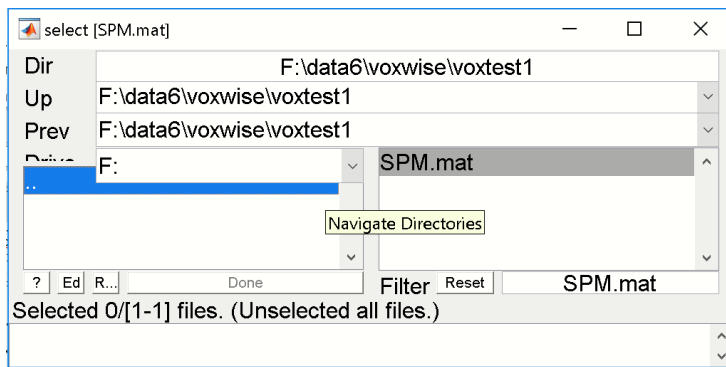 select [SPM.mat]
Dir F:\data6\voxwise\voxtest1
Up F:\data6\voxwise\voxtest1
Prev F:\data6\voxwise\voxtest1
Drive F: SPM.mat
..
Navigate Directories
? Ed R... Done Filter Reset SPM.mat
Selected 0/[1-1] files. (Unselected all files.)